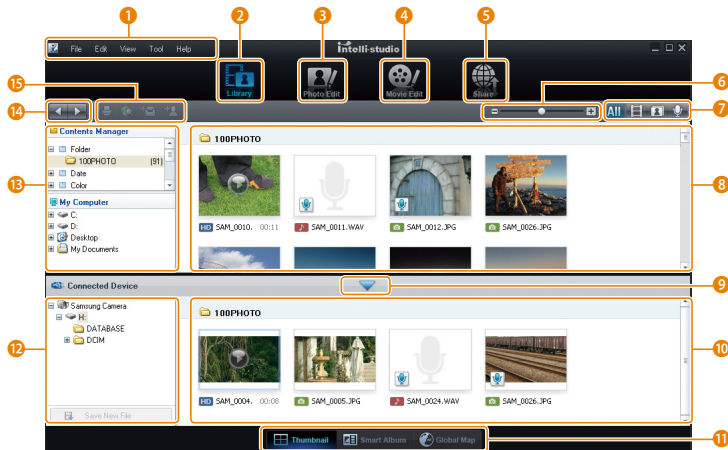 1
2
3
4
5
File Edit View Tool Help
Intelli-studio
Library
Photo Edit
Movie Edit
Share
15
6
14
All
7
Contents Manager
Folder
100PHOTO (91)
Date
Color
13
My Computer
C:
D:
Desktop
My Documents
100PHOTO
8
HD SAM_0010. 00:11
SAM_0011.WAV
SAM_0012.JPG
SAM_0026.JPG
Connected Device
9
Samsung Camera
H:
DATABASE
DCIM
12
Save New File
100PHOTO
10
HD SAM_0004. 00:08
SAM_0005.JPG
SAM_0024.WAV
SAM_0026.JPG
Thumbnail
Smart Album
Global Map
11